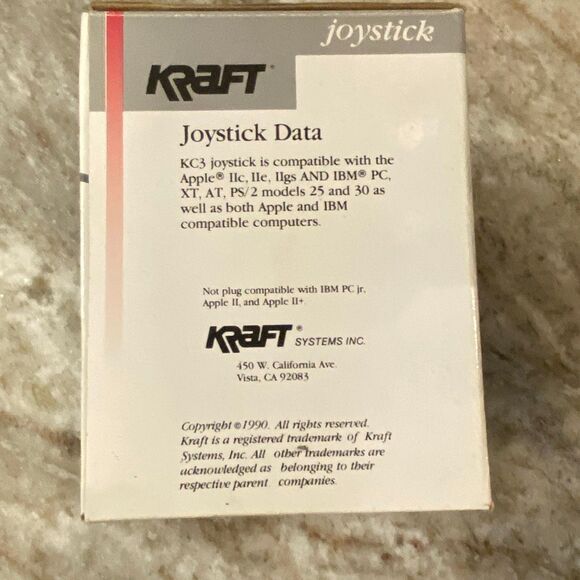 joystick
KRAFT®
Joystick Data
KC3 joystick is compatible with the
Apple® IIc, IIe, IIgs AND IBM® PC,
XT, AT, PS/2 models 25 and 30 as
well as both Apple and IBM
compatible computers.
Not plug compatible with IBM PC jr,
Apple II, and Apple II+.
KRAFT® SYSTEMS INC.
450 W. California Ave.
Vista, CA 92083
Copyright ©1990. All rights reserved.
Kraft is a registered trademark of Kraft
Systems, Inc. All other trademarks are
acknowledged as belonging to their
respective parent companies.